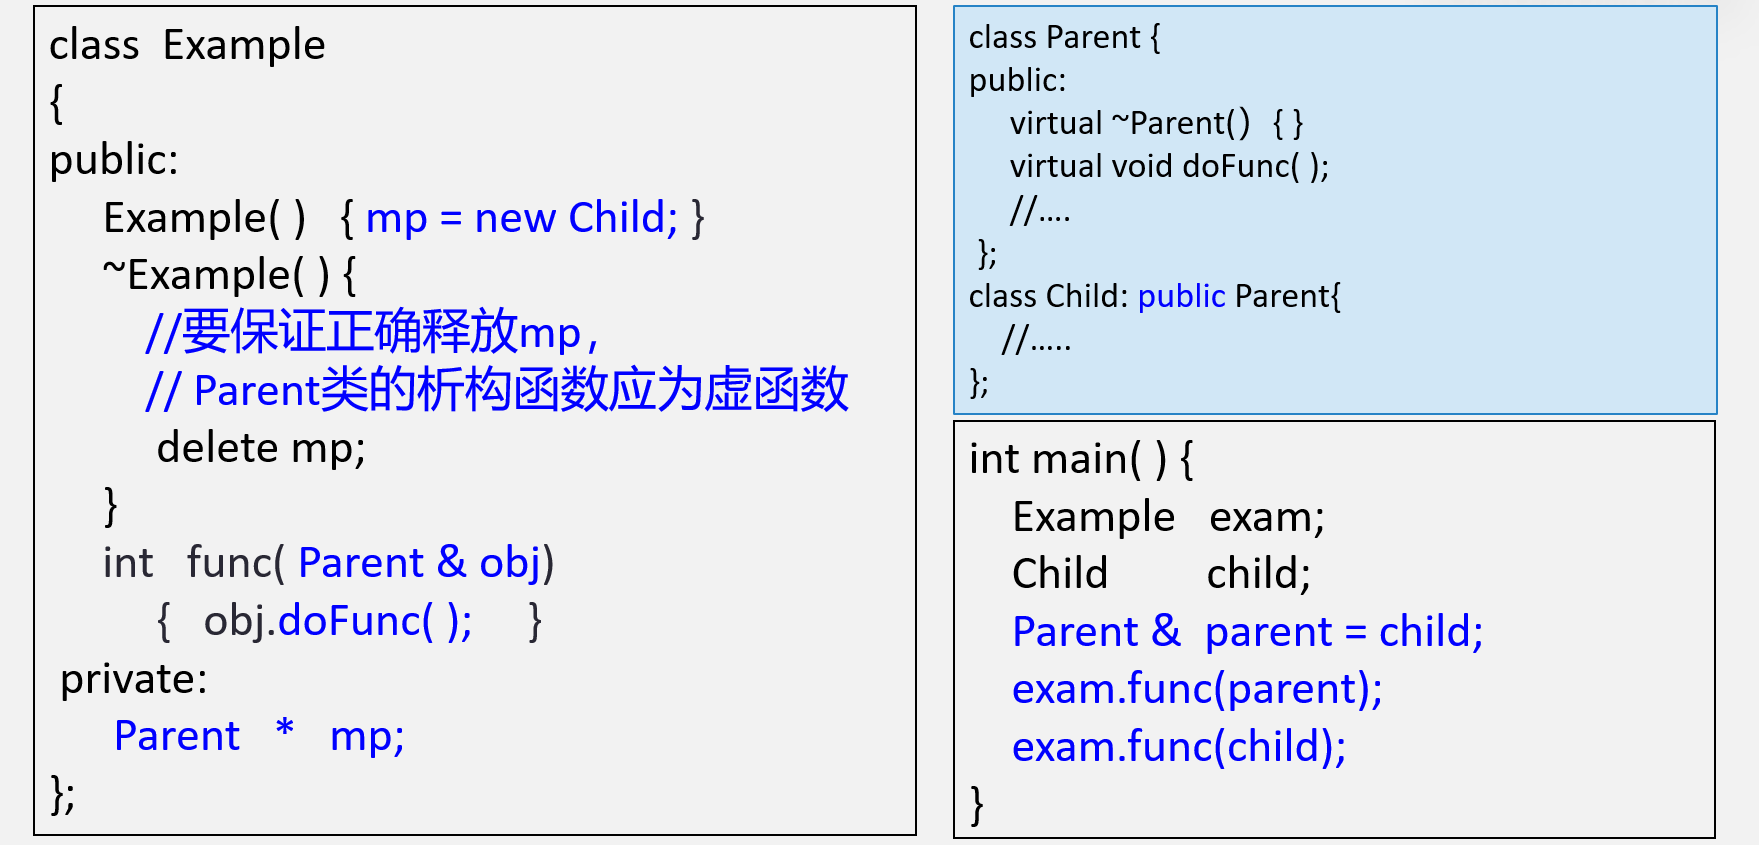 class Example
{
public:
Example( ) { mp = new Child; }
~Example( ) {
//要保证正确释放mp，
// Parent类的析构函数应为虚函数
delete mp;
}
int func( Parent & obj)
{ obj.doFunc( ); }
private:
Parent * mp;
};
class Parent {
public:
virtual ~Parent() { }
virtual void doFunc( );
//....
};
class Child: public Parent{
//.....
};
int main( ) {
Example exam;
Child child;
Parent & parent = child;
exam.func(parent);
exam.func(child);
}